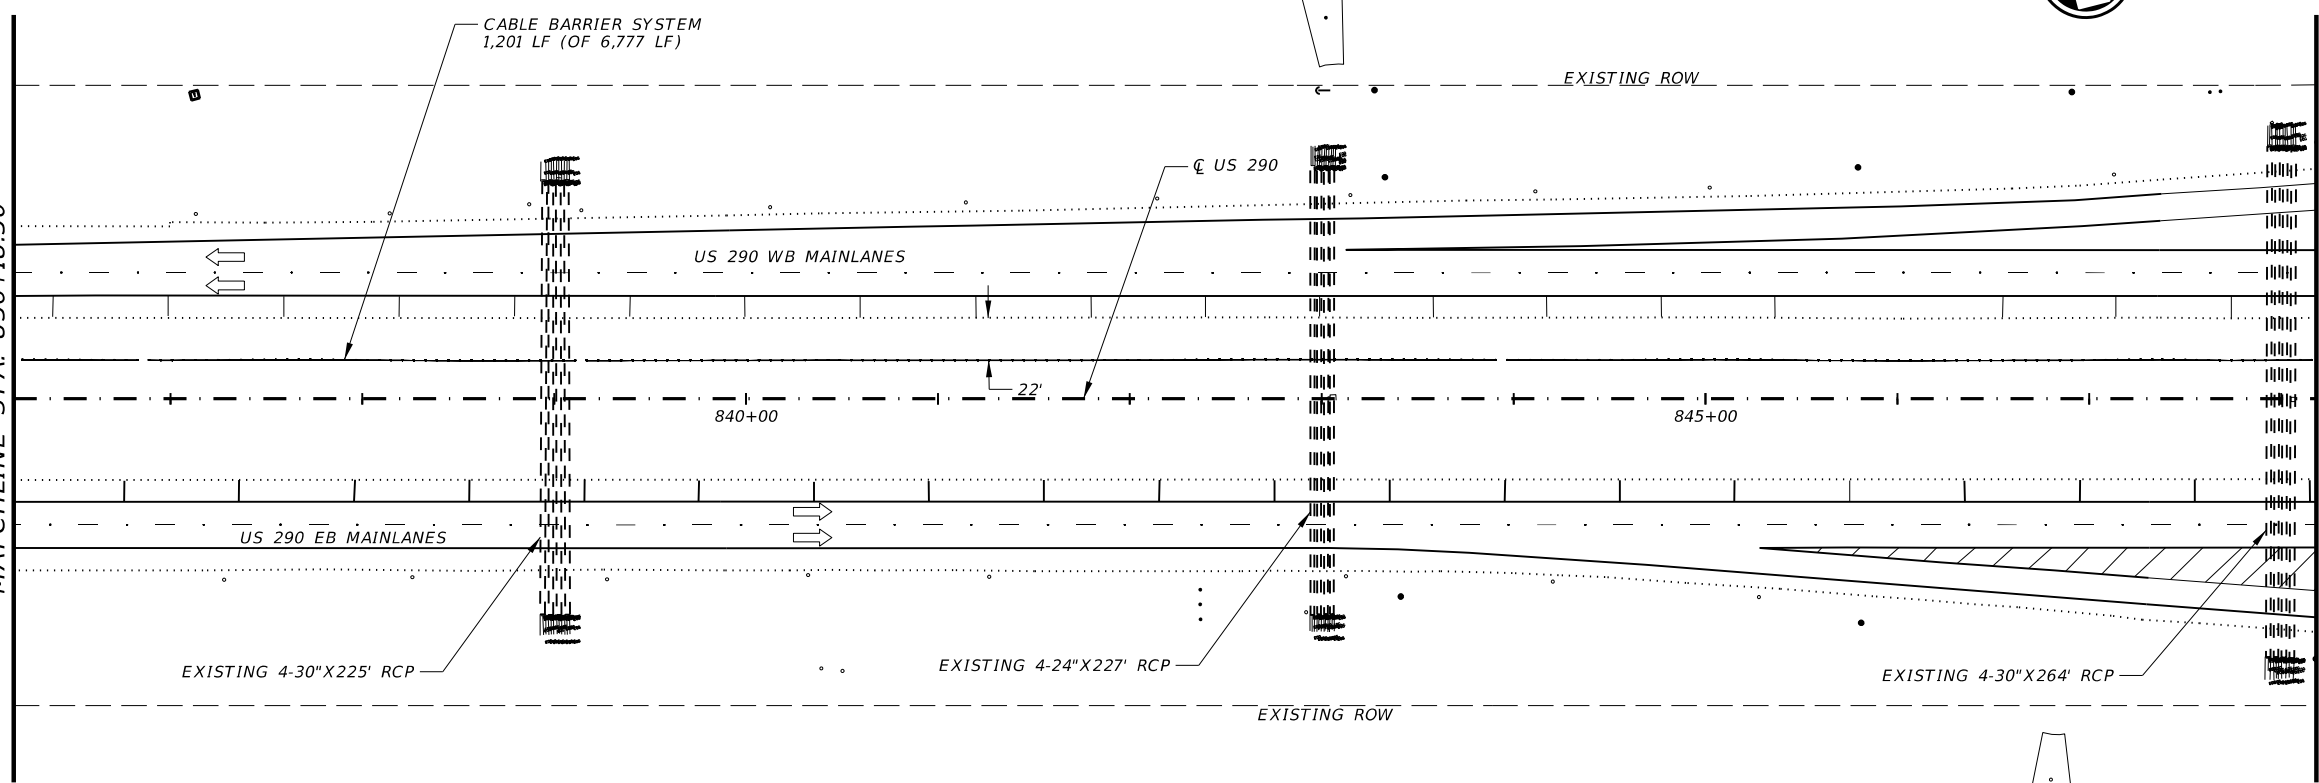 CABLE BARRIER SYSTEM
1,201 LF (OF 6,777 LF)
EXISTING ROW
℄ US 290
US 290 WB MAINLANES
22'
840+00
845+00
US 290 EB MAINLANES
EXISTING 4-30"X225' RCP
EXISTING 4-24"X227' RCP
EXISTING 4-30"X264' RCP
EXISTING ROW